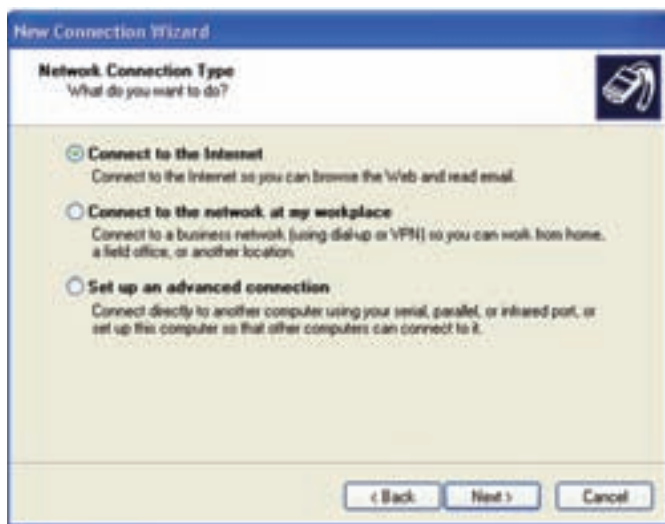 New Connection Wizard
Network Connection Type
What do you want to do?
Connect to the Internet
Connect to the Internet so you can browse the Web and read email.
Connect to the network at my workplace
Connect to a business network (using dial-up or VPN) so you can work from home,
a field office, or another location.
Set up an advanced connection
Connect directly to another computer using your serial, parallel, or infrared port, or
set up this computer so that other computers can connect to it.
< Back
Next >
Cancel